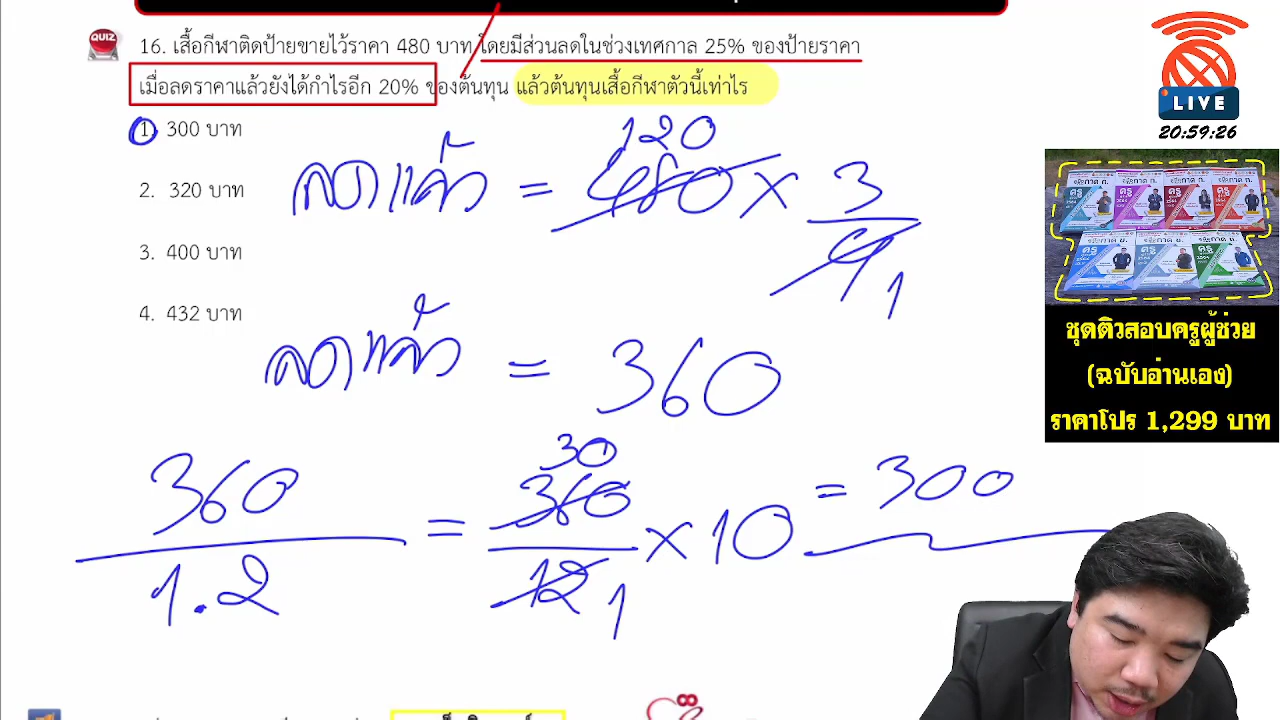 QUIZ
16. เสื้อกีฬาติดป้ายขายไว้ราคา 480 บาท โดยมีส่วนลดในช่วงเทศกาล 25% ของป้ายราคา
เมื่อลดราคาแล้วยังได้กำไรอีก 20% ของต้นทุน แล้วต้นทุนเสื้อกีฬาตัวนี้เท่าไร
1. 300 บาท
2. 320 บาท
3. 400 บาท
4. 432 บาท
120
ลดแล้ว = 480 × 3/4 1
ลดแล้ว = 360
30
360/1.2 = 360/12 1 × 10 = 300
LIVE
20:59:26
ชุดติวสอบครูผู้ช่วย
(ฉบับอ่านเอง)
ราคาโปร 1,299 บาท